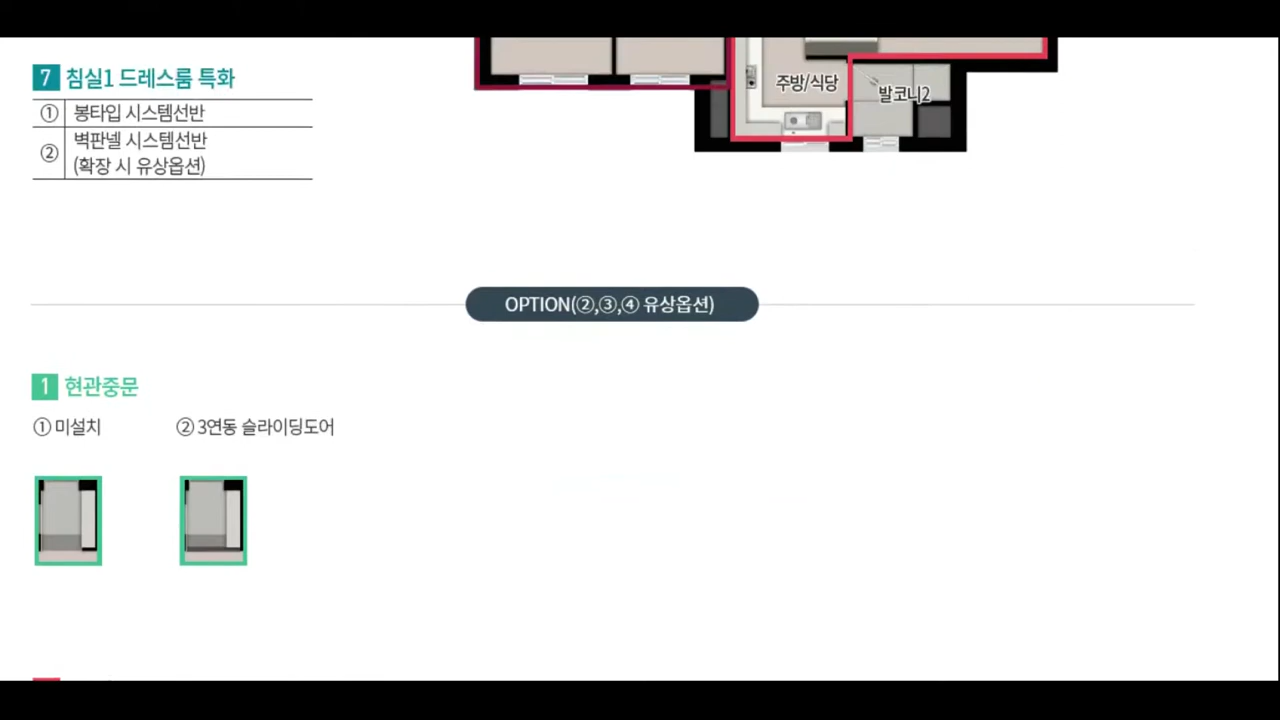 7 침실1 드레스룸 특화
① 봉타입 시스템선반
② 벽판넬 시스템선반
(확장 시 유상옵션)
주방/식당
발코니2
OPTION(②,③,④ 유상옵션)
1 현관중문
① 미설치 ② 3연동 슬라이딩도어